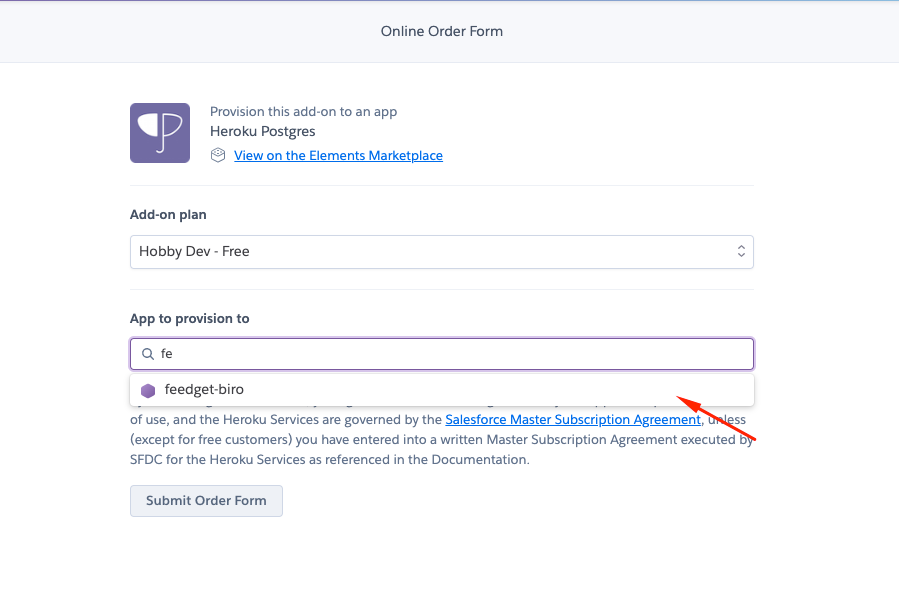 Online Order Form
Provision this add-on to an app
Heroku Postgres
View on the Elements Marketplace
Add-on plan
Hobby Dev - Free
App to provision to
fe
feedget-biro
of use, and the Heroku Services are governed by the Salesforce Master Subscription Agreement, unless
(except for free customers) you have entered into a written Master Subscription Agreement executed by
SFDC for the Heroku Services as referenced in the Documentation.
Submit Order Form